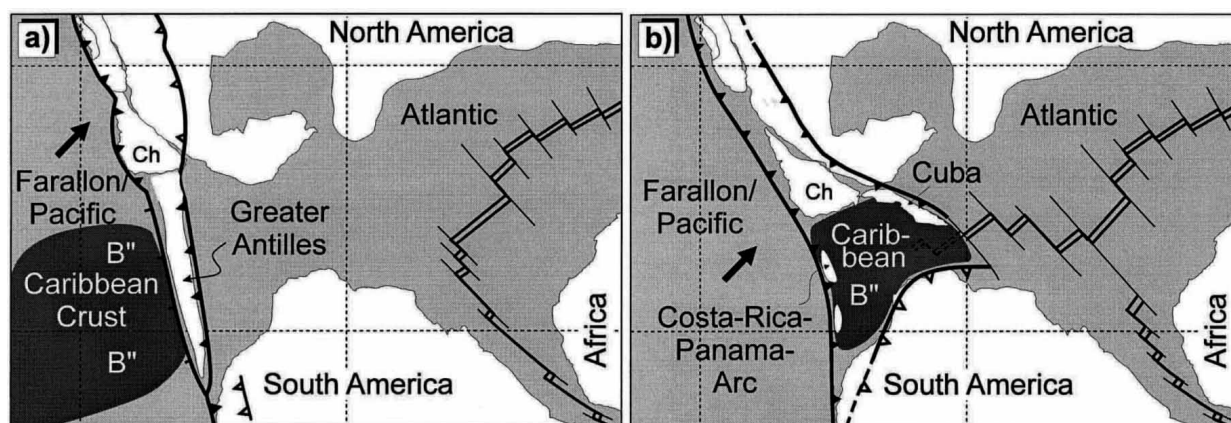 a)
North America
Atlantic
Ch
Farallon/
Pacific
Greater
Antilles
B"
Caribbean
Crust
B"
South America
Africa
b)
North America
Atlantic
Cuba
Ch
Farallon/
Pacific
Carib-
bean
B"
Costa-Rica-
Panama-
Arc
South America
Africa